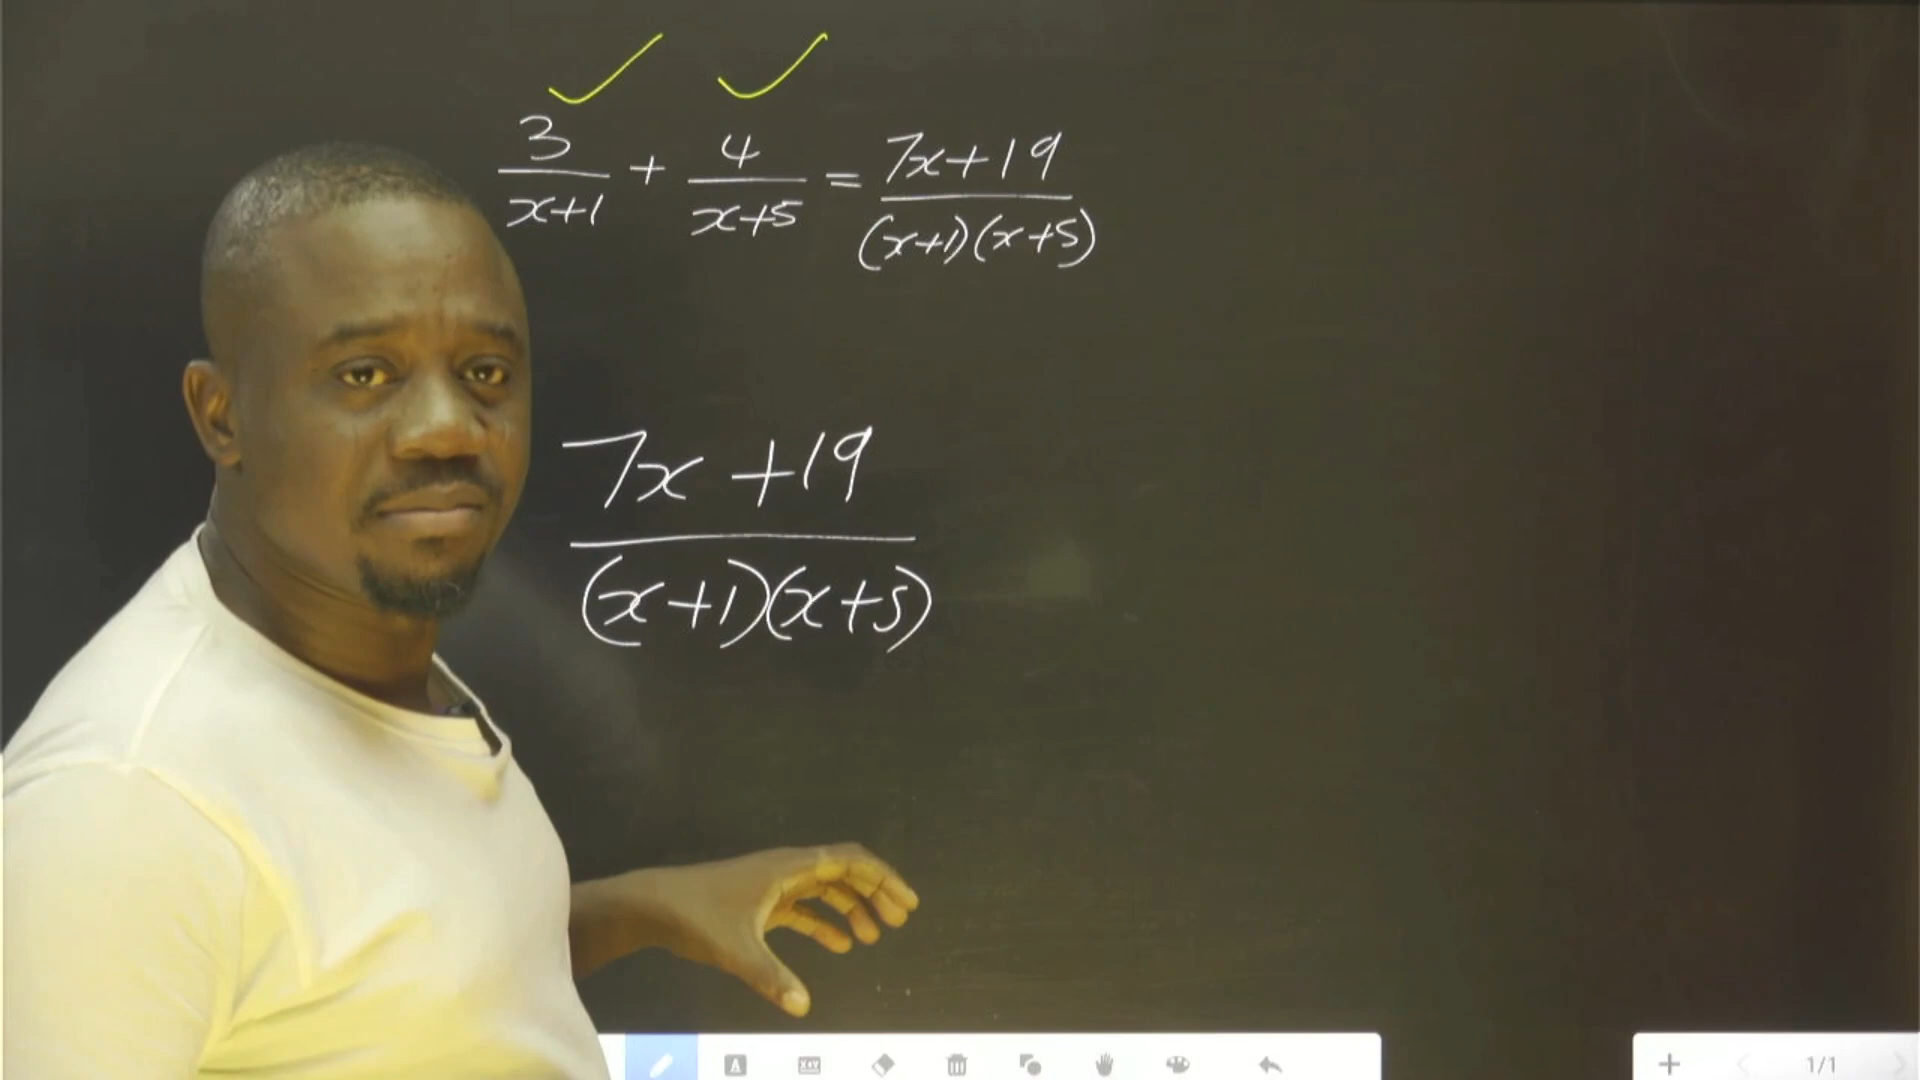 3/(x+1) + 4/(x+5) = (7x+19)/((x+1)(x+5))
(7x+19)/((x+1)(x+5))
A
1/1